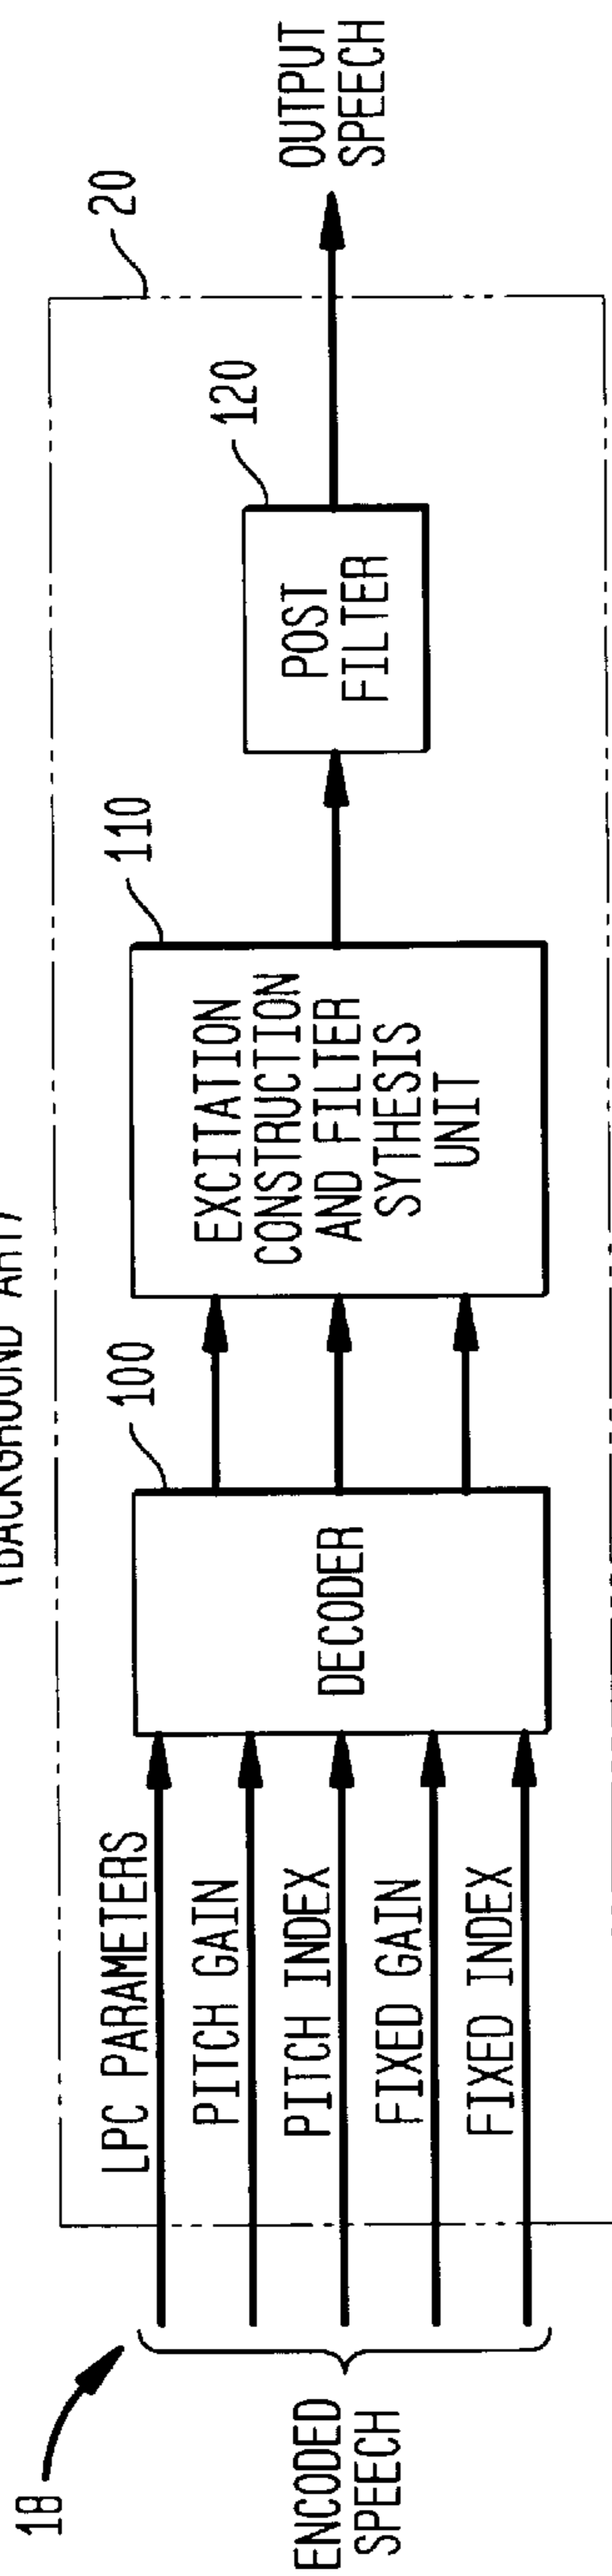 (BACKGROUND ART)
18
20
ENCODED
SPEECH
LPC PARAMETERS
PITCH GAIN
PITCH INDEX
FIXED GAIN
FIXED INDEX
100
DECODER
110
EXCITATION
CONSTRUCTION
AND FILTER
SYTHESIS
UNIT
120
POST
FILTER
OUTPUT
SPEECH